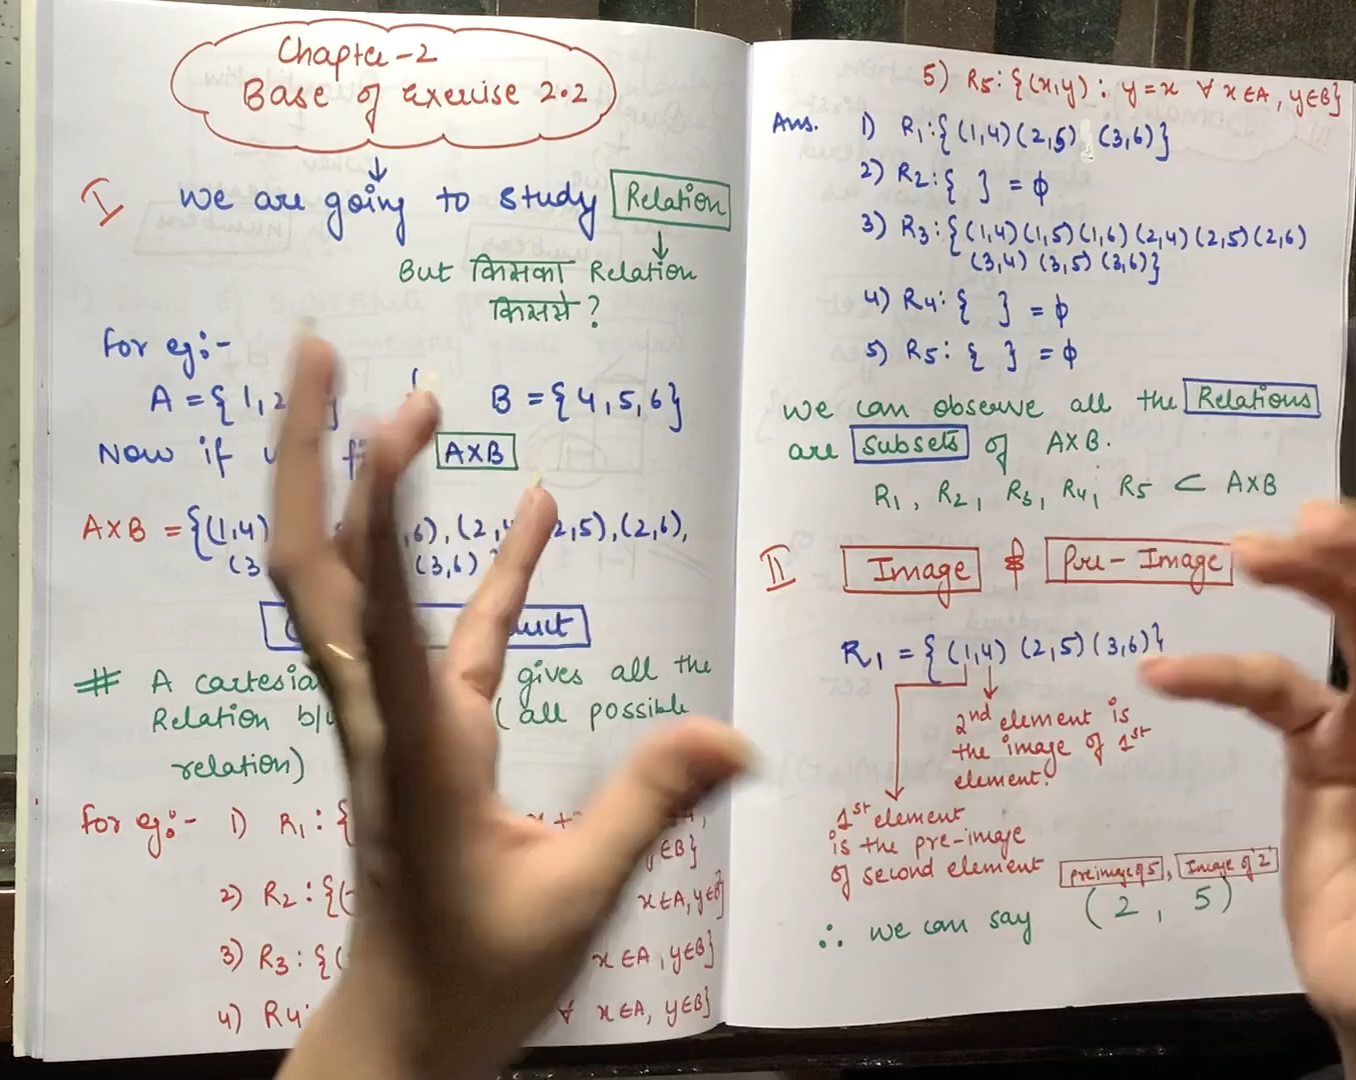 Chapter-2
Base of Exercise 2.2
I we are going to study Relation
But किसका Relation
किससे ?
For eg:-
A = {1, 2 } B = {4, 5, 6}
Now if A×B
A×B = {(1,4) ,6), (2,4 2,5), (2,6),
(3 (3,6)
# A gives all the
Relation b/w (all possible
relation)
For eg:- 1) R1 : {
y∈B}
2) R2 : {( x∈A, y∈B}
3) R3 : {( x∈A, y∈B}
4) R4: ∀ x∈A, y∈B}
5) R5: {(x,y) : y=x ∀ x∈A, y∈B}
Ans. 1) R1:{(1,4)(2,5) (3,6)}
2) R2:{ } = ϕ
3) R3:{(1,4)(1,5)(1,6)(2,4)(2,5)(2,6)
(3,4) (3,5) (3,6)}
4) R4: { } = ϕ
5) R5: { } = ϕ
we can observe all the Relations
are Subsets of A×B.
R1, R2, R3, R4, R5 ⊂ A×B
II Image & Pre-Image
R1 = {(1,4) (2,5) (3,6)}
2nd element is
the image of 1st
element.
1st element
is the pre-image
of second element
preimage of 5, Image of '2'
∴ we can say (2, 5)